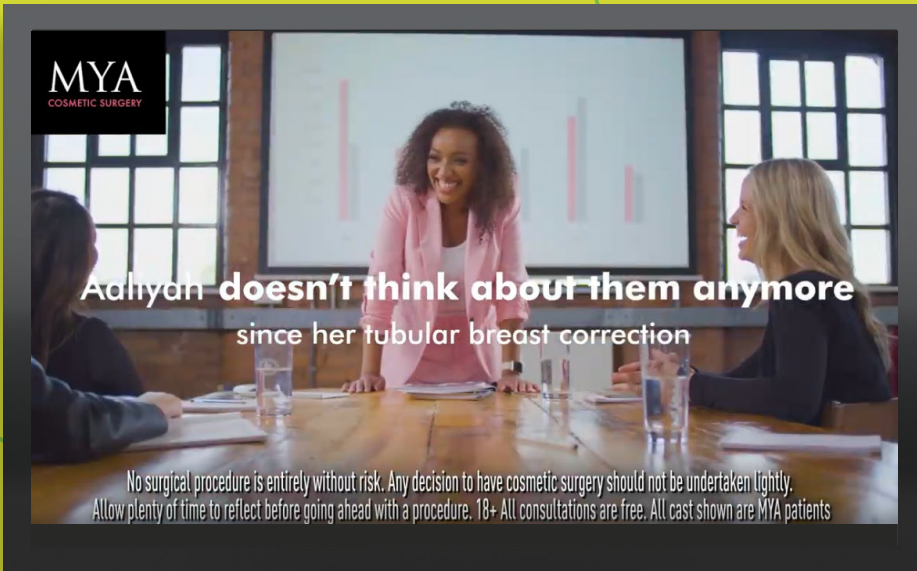 MYA
COSMETIC SURGERY
Aaliyah doesn't think about them anymore
since her tubular breast correction
No surgical procedure is entirely without risk. Any decision to have cosmetic surgery should not be undertaken lightly.
Allow plenty of time to reflect before going ahead with a procedure. 18+ All consultations are free. All cast shown are MYA patients